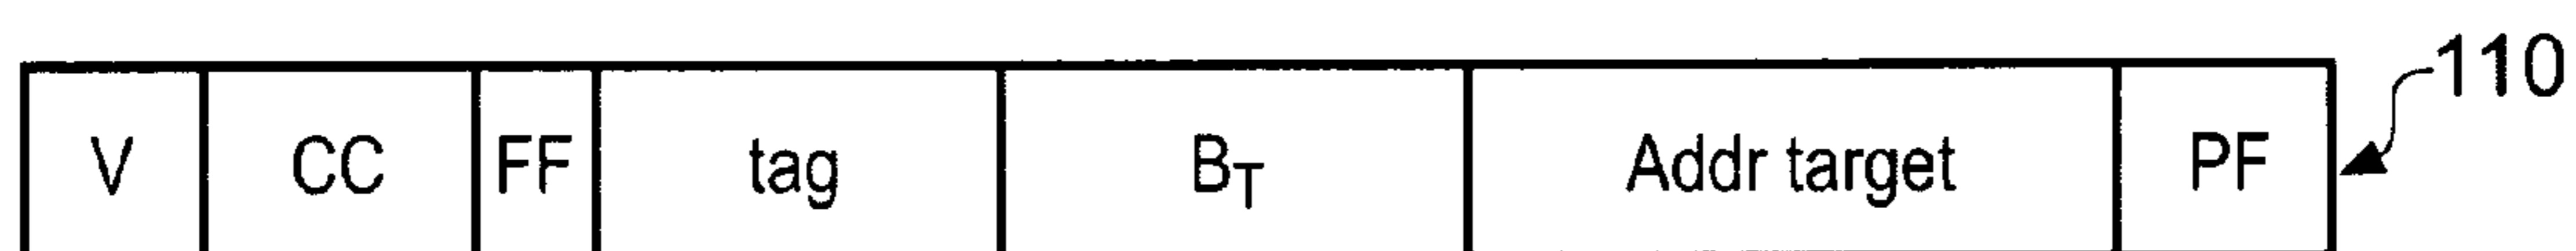 110
V CC FF tag B_T Addr target PF